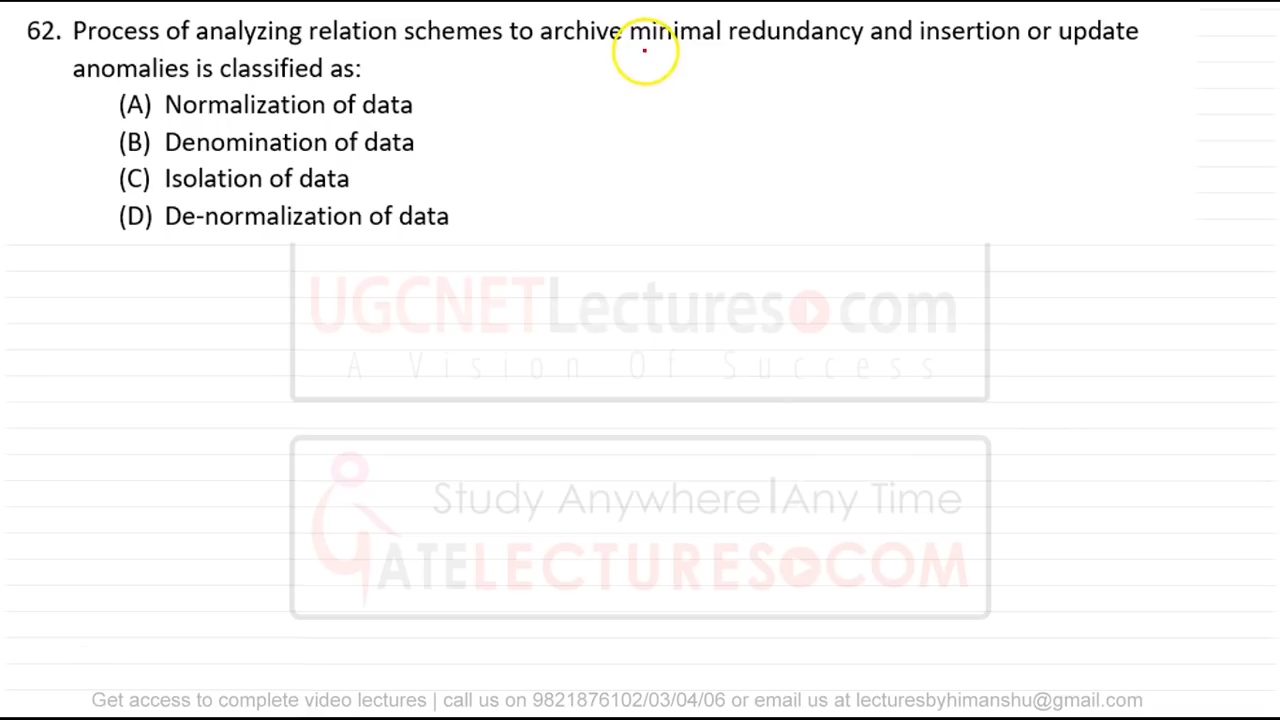 62. Process of analyzing relation schemes to archive minimal redundancy and insertion or update
anomalies is classified as:
(A) Normalization of data
(B) Denomination of data
(C) Isolation of data
(D) De-normalization of data
UGCNETLectures.com
A Vision Of Success
Study Anywhere|Any Time
GATELECTURES.COM
Get access to complete video lectures | call us on 9821876102/03/04/06 or email us at lecturesbyhimanshu@gmail.com